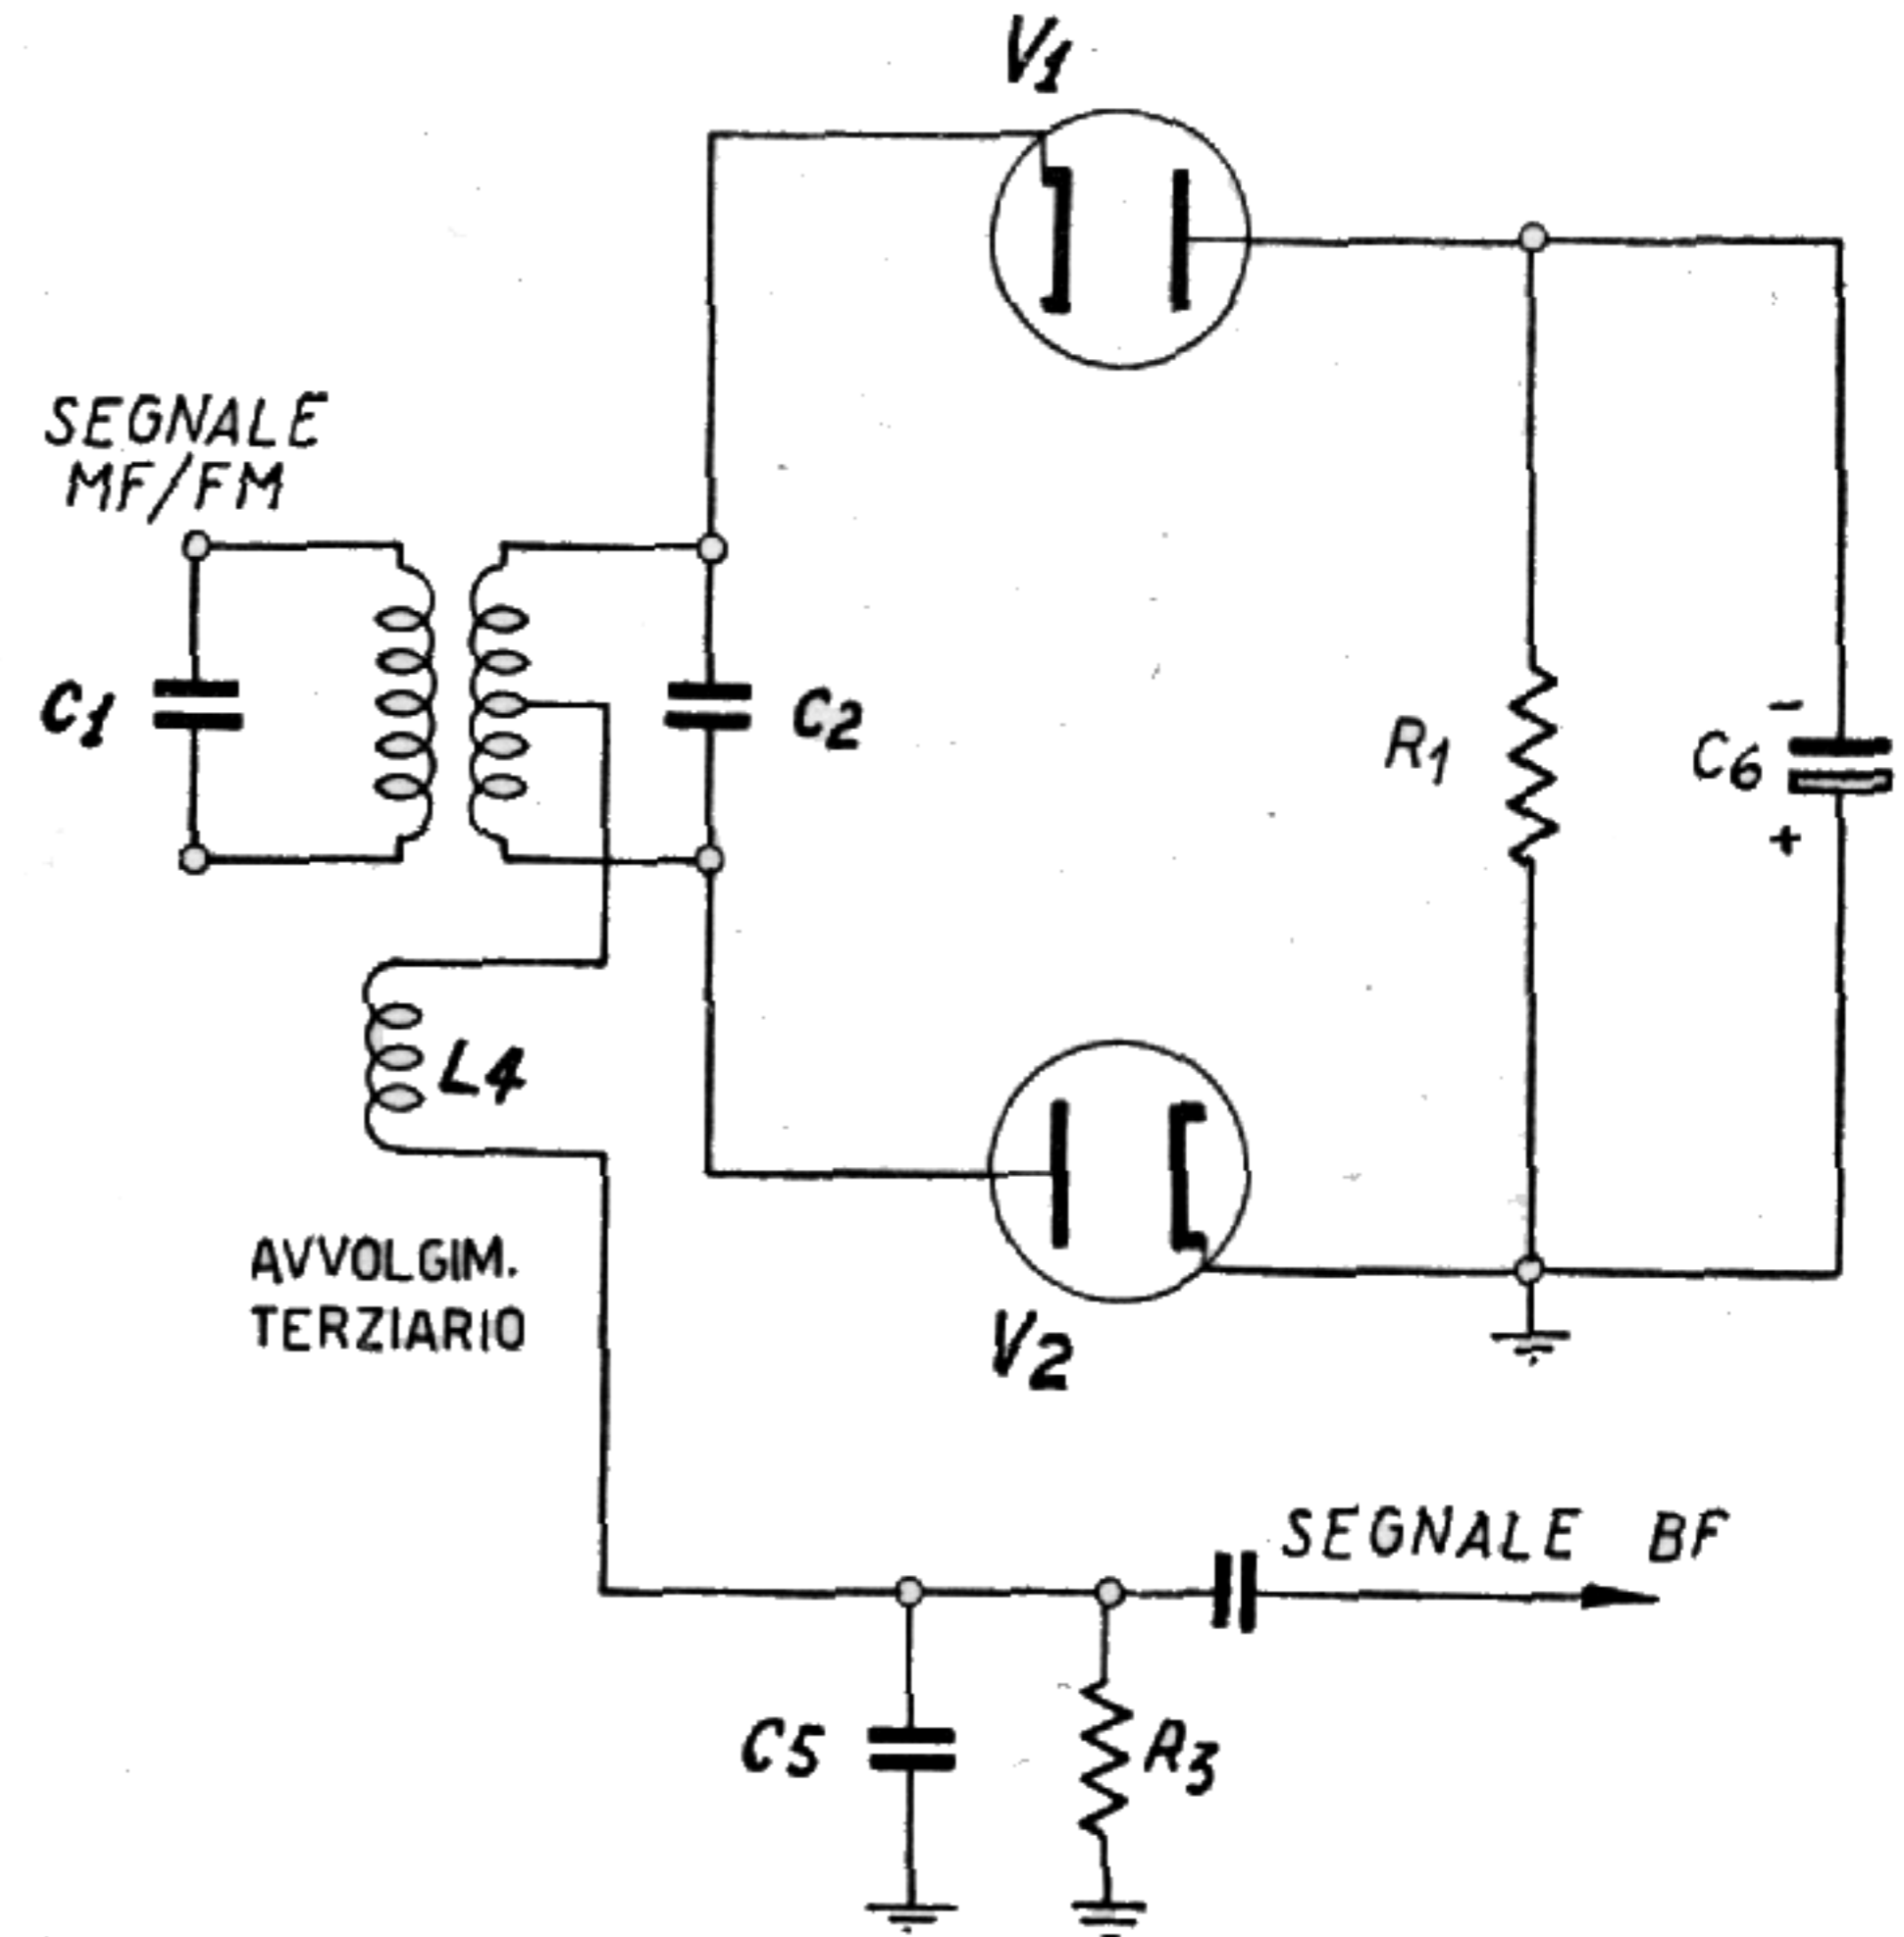 V1
SEGNALE
MF/FM
C1
C2
R1
-
C6
+
L4
AVVOLGIM.
TERZIARIO
V2
SEGNALE BF
C5
R3